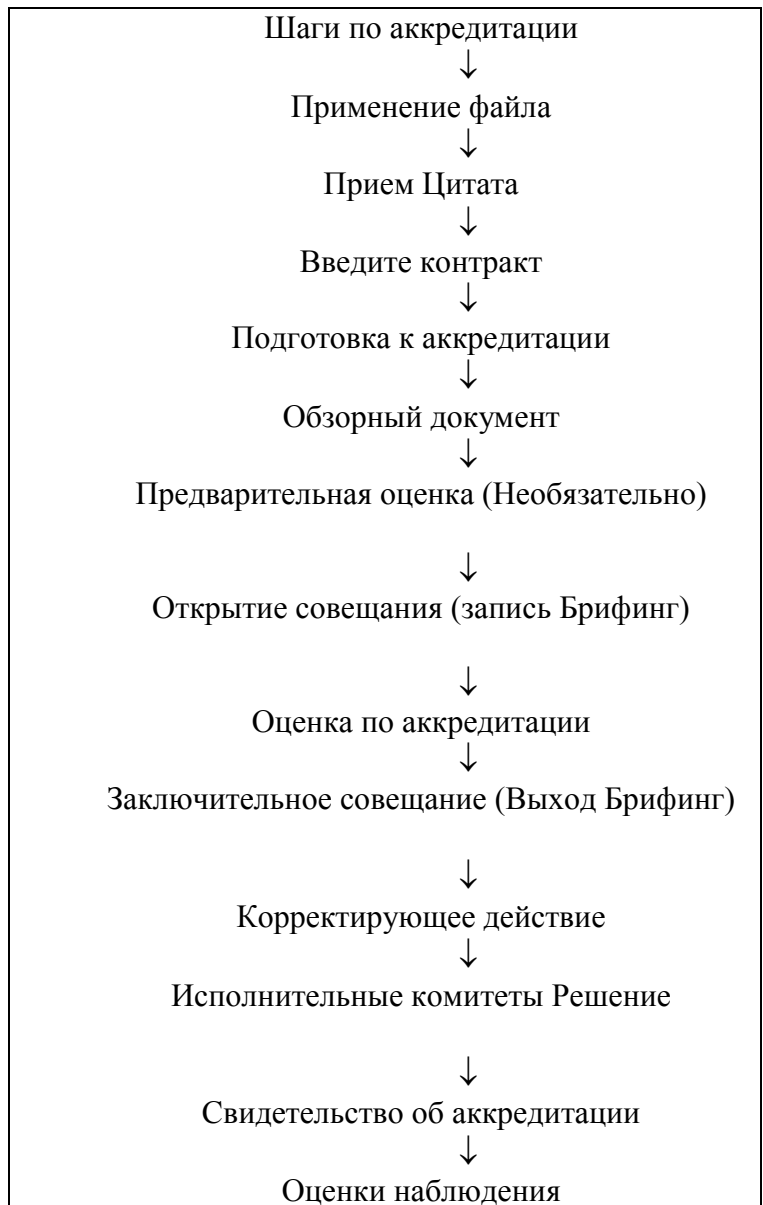 Шаги по аккредитации
↓
Применение файла
↓
Прием Цитата
↓
Введите контракт
↓
Подготовка к аккредитации
↓
Обзорный документ
↓
Предварительная оценка (Необязательно)
↓
Открытие совещания (запись Брифинг)
↓
Оценка по аккредитации
↓
Заключительное совещание (Выход Брифинг)
↓
Корректирующее действие
↓
Исполнительные комитеты Решение
↓
Свидетельство об аккредитации
↓
Оценки наблюдения